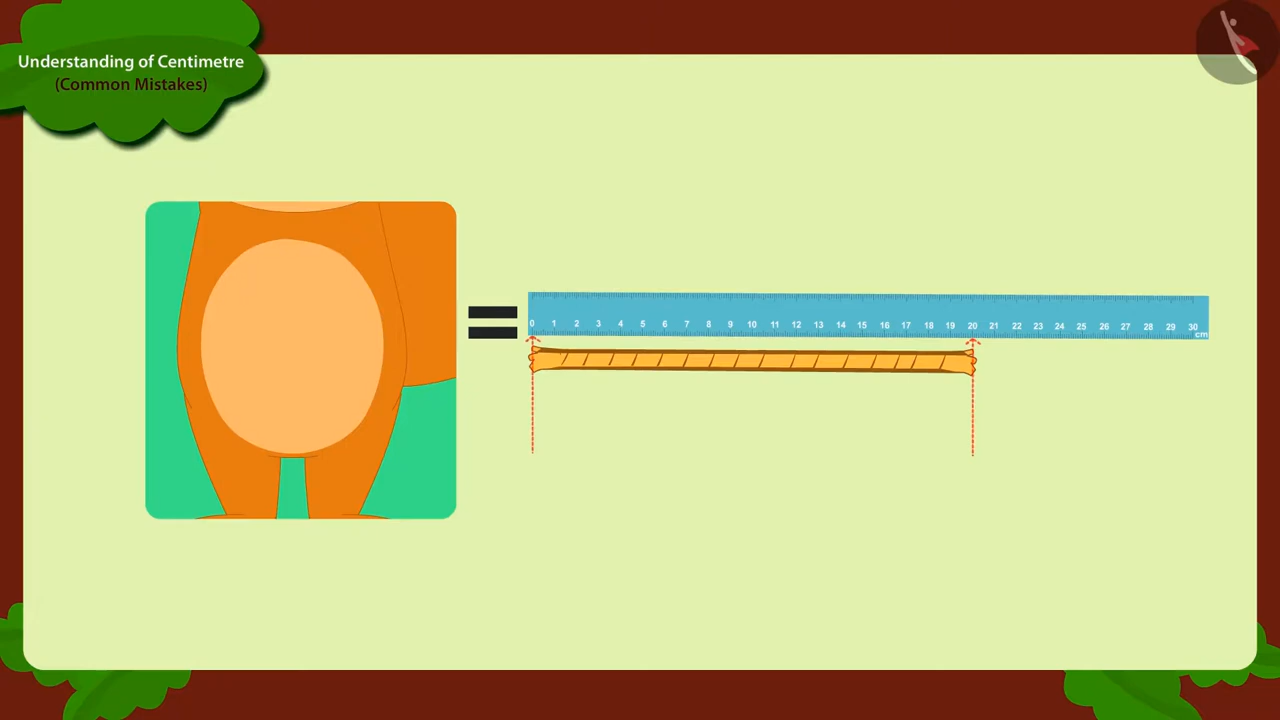 Understanding of Centimetre
(Common Mistakes)
0 1 2 3 4 5 6 7 8 9 10 11 12 13 14 15 16 17 18 19 20 21 22 23 24 25 26 27 28 29 30
cm